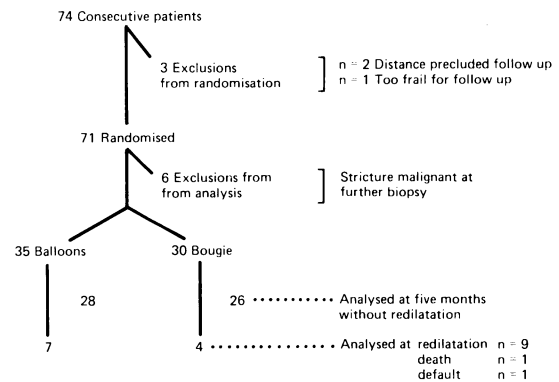 74 Consecutive patients
3 Exclusions
from randomisation
n = 2 Distance precluded follow up
n = 1 Too frail for follow up
71 Randomised
6 Exclusions from
from analysis
Stricture malignant at
further biopsy
35 Balloons
30 Bougie
28
26 .......... Analysed at five months
without redilatation
7
4 .............. Analysed at redilatation n = 9
death n = 1
default n = 1